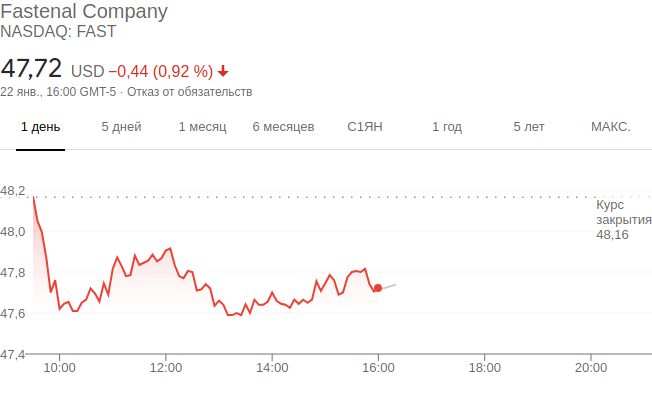 Fastenal Company
NASDAQ: FAST
47,72 USD −0,44 (0,92 %)
22 янв., 16:00 GMT-5 · Отказ от обязательств
1 день 5 дней 1 месяц 6 месяцев С1ЯН 1 год 5 лет МАКС.
48,2
Курс
закрытия
48,16
48,0
47,8
47,6
47,4
10:00 12:00 14:00 16:00 18:00 20:00